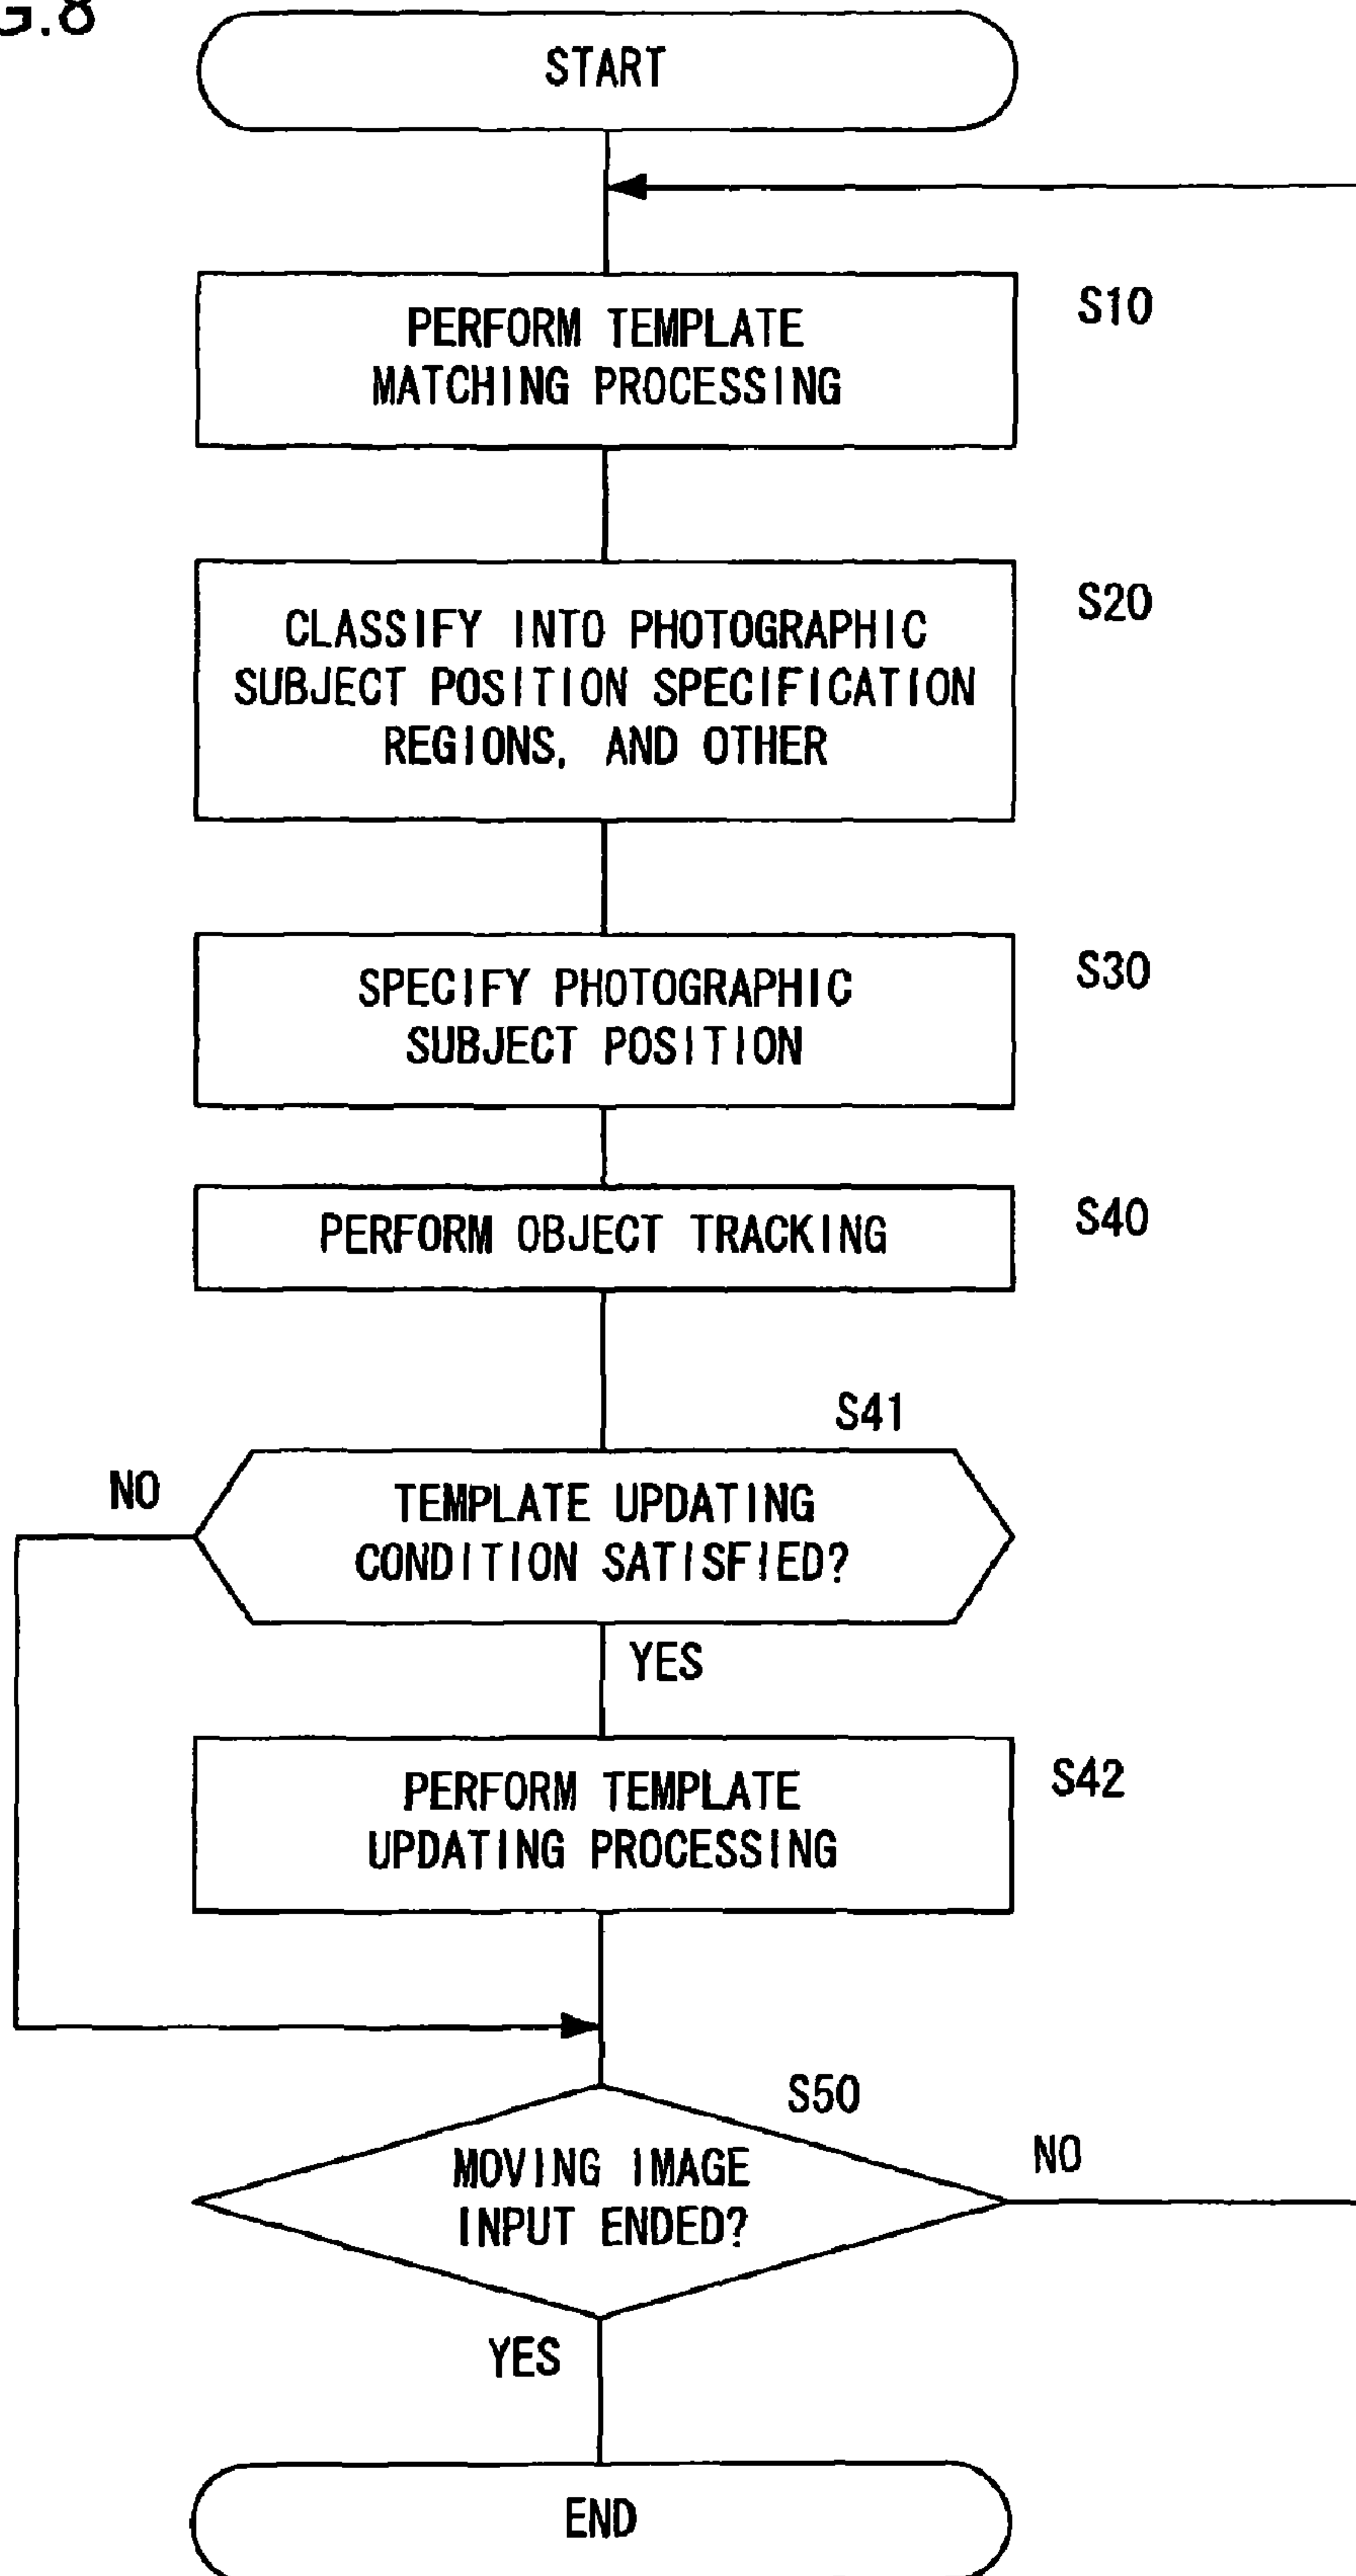 G.8
START
PERFORM TEMPLATE
MATCHING PROCESSING
S10
CLASSIFY INTO PHOTOGRAPHIC
SUBJECT POSITION SPECIFICATION
REGIONS, AND OTHER
S20
SPECIFY PHOTOGRAPHIC
SUBJECT POSITION
S30
PERFORM OBJECT TRACKING
S40
S41
NO
TEMPLATE UPDATING
CONDITION SATISFIED?
YES
PERFORM TEMPLATE
UPDATING PROCESSING
S42
S50
MOVING IMAGE
INPUT ENDED?
NO
YES
END